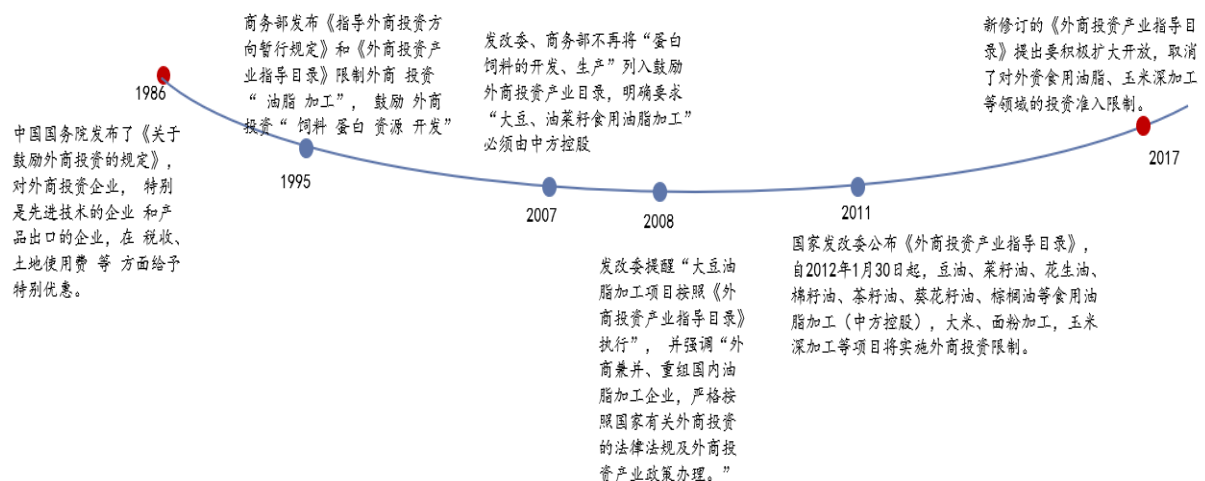 1986
中国国务院发布了《关于
鼓励外商投资的规定》，
对外商投资企业， 特别
是先进技术的企业 和产
品出口的企业，在 税收、
土地使用费 等 方面给予
特别优惠。
商务部发布《指导外商投资方
向暂行规定》和《外商投资产
业指导目录》限制外商 投资
“ 油脂 加工”， 鼓励 外商
投资“ 饲料 蛋白 资源 开发”
1995
发改委、商务部不再将“蛋白
饲料的开发、生产”列入鼓励
外商投资产业目录，明确要求
“大豆、油菜籽食用油脂加工”
必须由中方控股
2007
2008
发改委提醒“大豆油
脂加工项目按照《外
商投资产业指导目录》
执行”， 并强调“外
商兼并、重组国内油
脂加工企业，严格按
照国家有关外商投资
的法律法规及外商投
资产业政策办理。”
2011
国家发改委公布《外商投资产业指导目录》，
自2012年1月30日起，豆油、菜籽油、花生油、
棉籽油、茶籽油、葵花籽油、棕榈油等食用油
脂加工（中方控股），大米、面粉加工，玉米
深加工等项目将实施外商投资限制。
新修订的《外商投资产业指导目
录》提出要积极扩大开放，取消
了对外资食用油脂、玉米深加工
等领域的投资准入限制。
2017